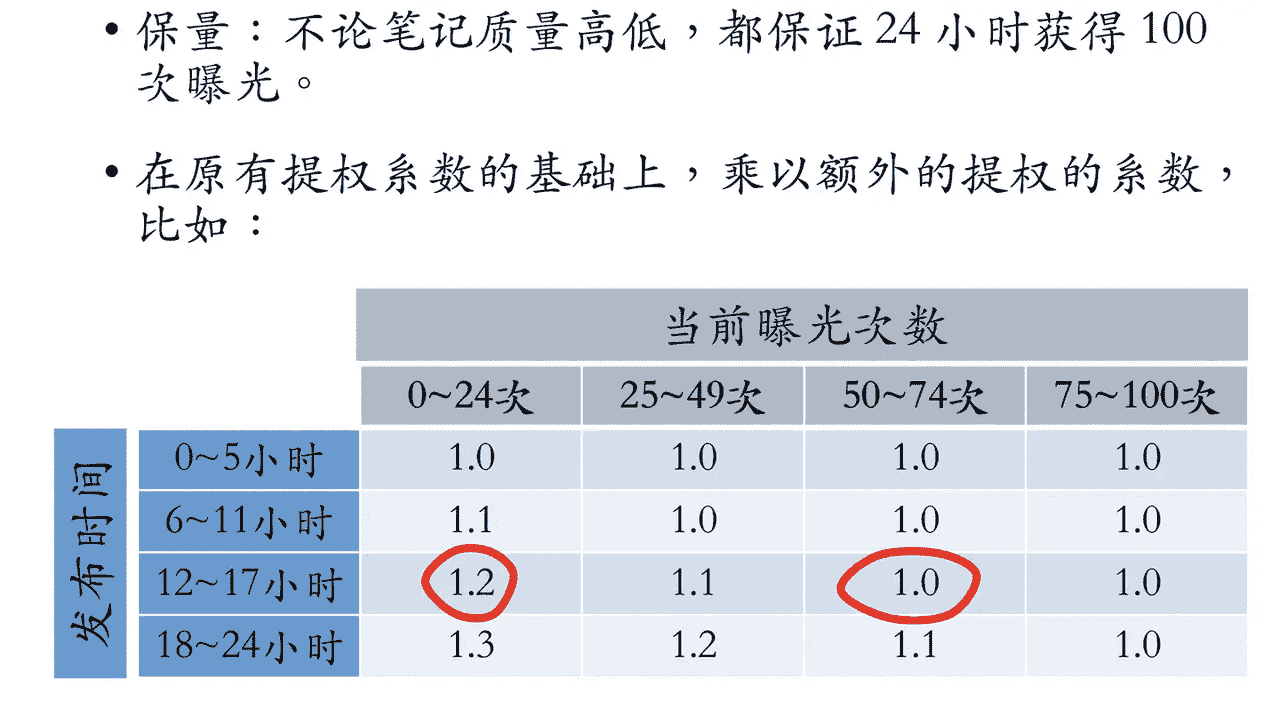 • 保量：不论笔记质量高低，都保证 24 小时获得 100
次曝光。
• 在原有提权系数的基础上，乘以额外的提权的系数，
比如：
当前曝光次数
0~24次 25~49次 50~74次 75~100次
发布时间
0~5小时 1.0 1.0 1.0 1.0
6~11小时 1.1 1.0 1.0 1.0
12~17小时 1.2 1.1 1.0 1.0
18~24小时 1.3 1.2 1.1 1.0